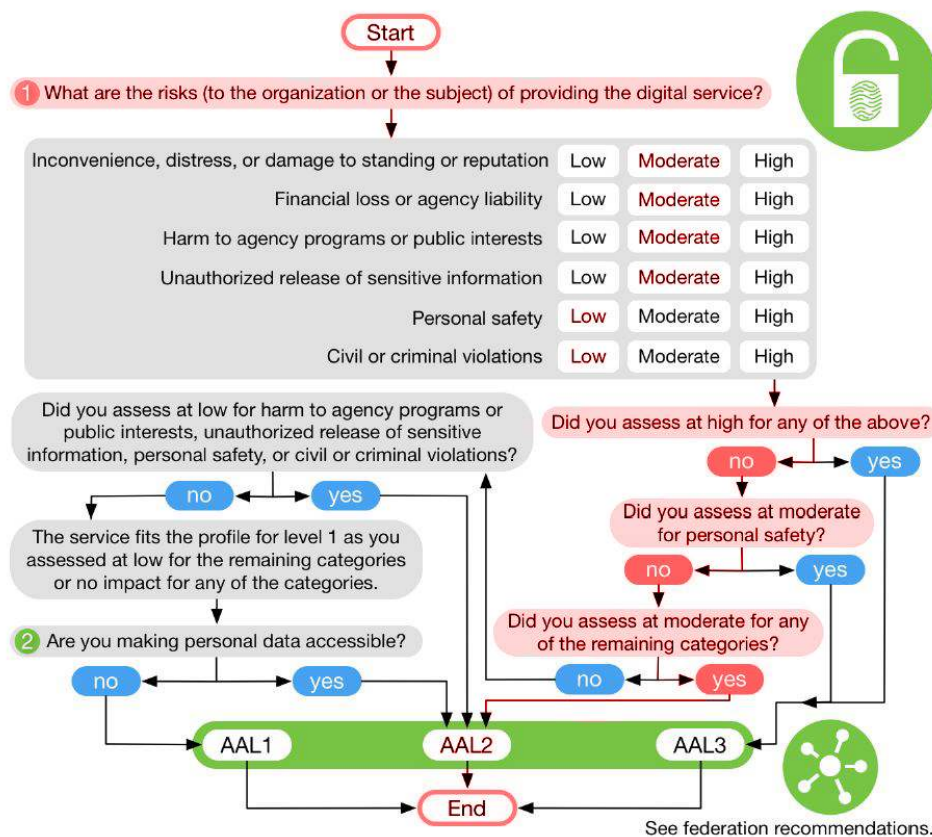 Start
1 What are the risks (to the organization or the subject) of providing the digital service?
Inconvenience, distress, or damage to standing or reputation Low Moderate High
Financial loss or agency liability Low Moderate High
Harm to agency programs or public interests Low Moderate High
Unauthorized release of sensitive information Low Moderate High
Personal safety Low Moderate High
Civil or criminal violations Low Moderate High
Did you assess at high for any of the above?
no yes
Did you assess at moderate
for personal safety?
no yes
Did you assess at moderate for any
of the remaining categories?
no yes
Did you assess at low for harm to agency programs or
public interests, unauthorized release of sensitive
information, personal safety, or civil or criminal violations?
no yes
The service fits the profile for level 1 as you
assessed at low for the remaining categories
or no impact for any of the categories.
2 Are you making personal data accessible?
no yes
AAL1 AAL2 AAL3
End
See federation recommendations.